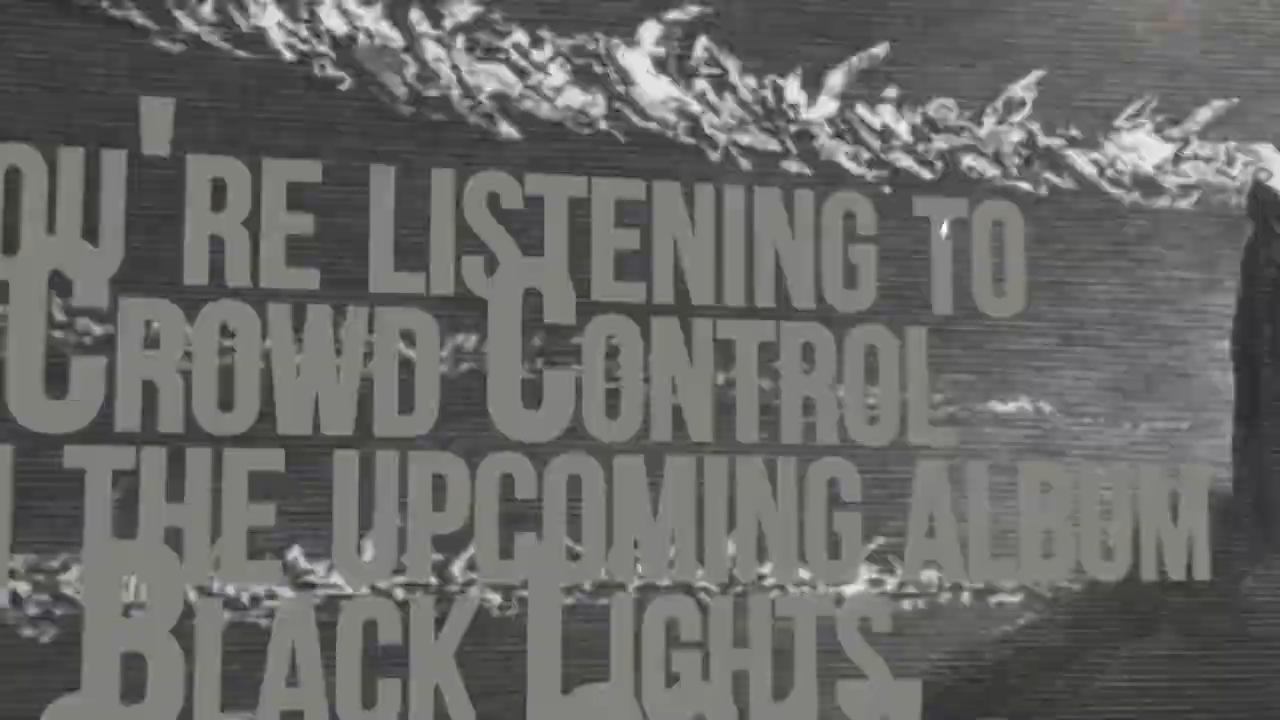 OU'RE LISTENING TO
CROWD CONTROL
THE UPCOMING ALBUM
BLACK LIGHTS